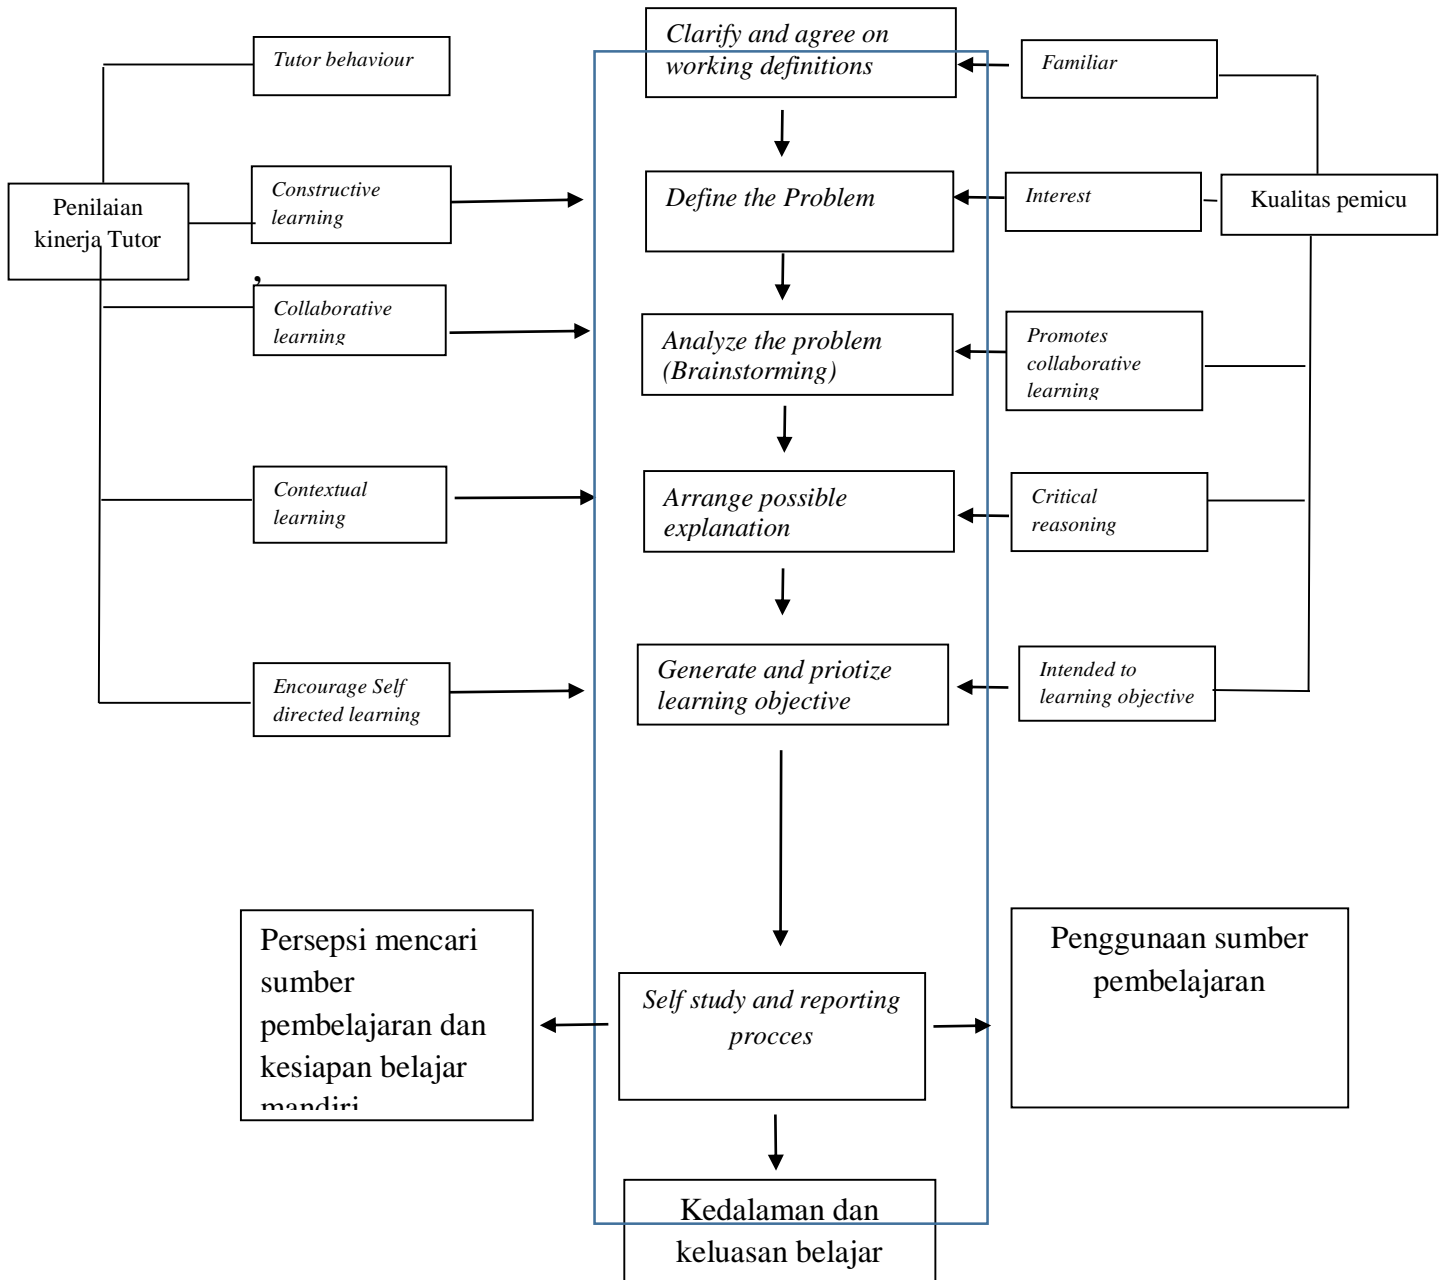 Clarify and agree on
working definitions
Tutor behaviour
Familiar
Constructive
learning
Define the Problem
Interest
Penilaian
kinerja Tutor
Kualitas pemicu
,
Collaborative
learning
Analyze the problem
(Brainstorming)
Promotes
collaborative
learning
Contextual
learning
Arrange possible
explanation
Critical
reasoning
Encourage Self
directed learning
Generate and priotize
learning objective
Intended to
learning objective
Persepsi mencari
sumber
pembelajaran dan
kesiapan belajar
mandiri
Self study and reporting
procces
Penggunaan sumber
pembelajaran
Kedalaman dan
keluasan belajar